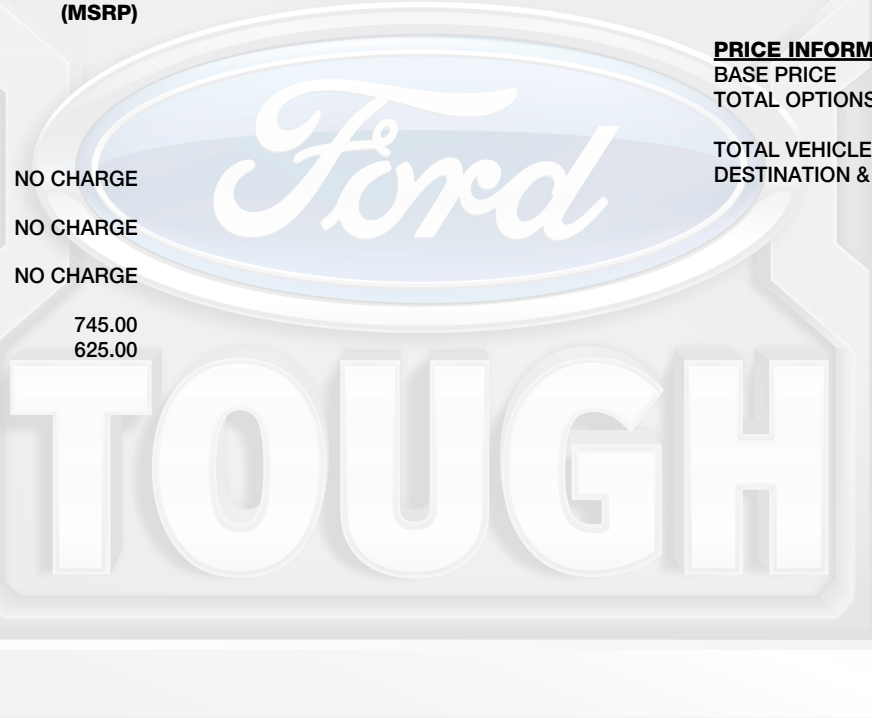 (MSRP)
NO CHARGE
NO CHARGE
NO CHARGE
745.00
625.00
PRICE INFORM
BASE PRICE
TOTAL OPTIONS
TOTAL VEHICLE
DESTINATION &
Ford
TOUGH